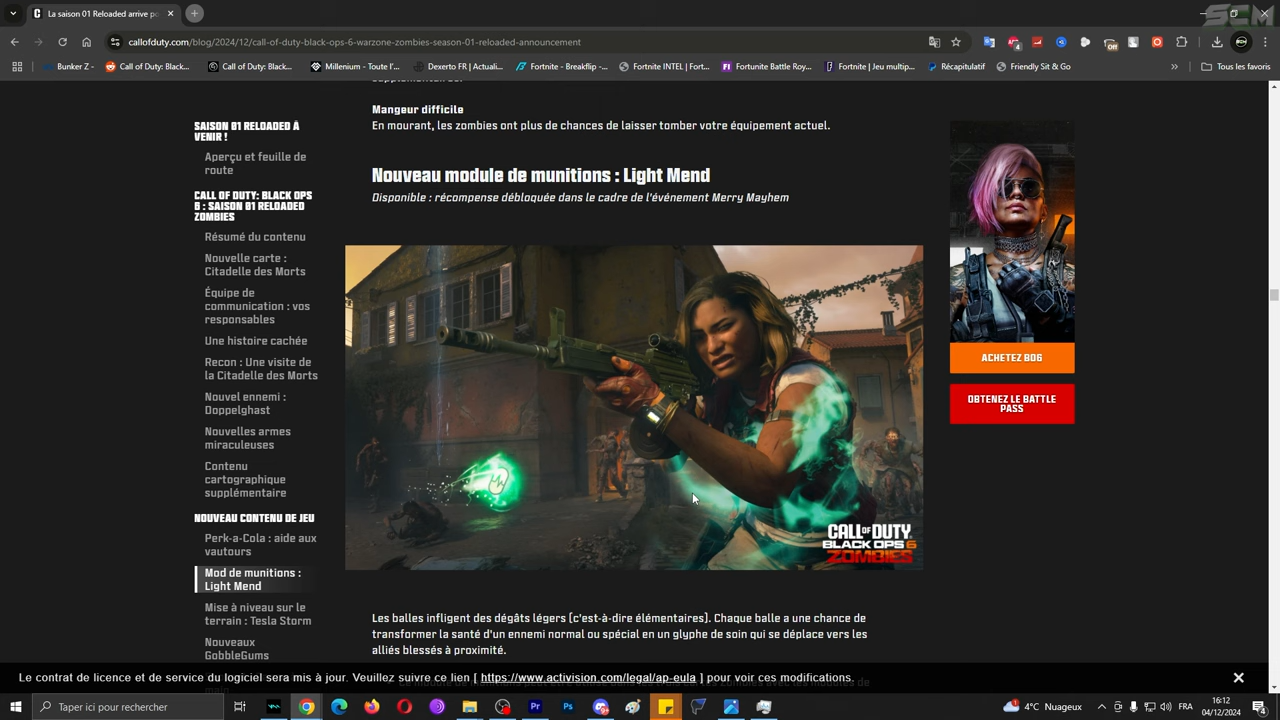 La saison 01 Reloaded arrive po
SGM
callofduty.com/blog/2024/12/call-of-duty-black-ops-6-warzone-zombies-season-01-reloaded-announcement
4
Off
Bunker Z -
Call of Duty: Black...
Call of Duty: Black...
Millenium - Toute l'...
Dexerto FR | Actuali...
Fortnite - Breakflip -...
Fortnite INTEL | Fort...
Fortunite Battle Roy...
Fortnite | Jeu multip...
Récapitulatif
Friendly Sit & Go
Tous les favoris
Mangeur difficile
En mourant, les zombies ont plus de chances de laisser tomber votre équipement actuel.
Nouveau module de munitions : Light Mend
Disponible : récompense débloquée dans le cadre de l'événement Merry Mayhem
SAISON 01 RELOADED À
VENIR !
Aperçu et feuille de
route
CALL OF DUTY: BLACK OPS
6 : SAISON 01 RELOADED
ZOMBIES
Résumé du contenu
Nouvelle carte :
Citadelle des Morts
Équipe de
communication : vos
responsables
Une histoire cachée
Recon : Une visite de
la Citadelle des Morts
Nouvel ennemi :
Doppelghast
Nouvelles armes
miraculeuses
Contenu
cartographique
supplémentaire
NOUVEAU CONTENU DE JEU
Perk-a-Cola : aide aux
vautours
Mod de munitions :
Light Mend
Mise à niveau sur le
terrain : Tesla Storm
Nouveaux
GobbleGums
CALL OF DUTY
BLACK OPS 6
ZOMBIES
ACHETEZ BO6
OBTENEZ LE BATTLE
PASS
Les balles infligent des dégâts légers (c'est-à-dire élémentaires). Chaque balle a une chance de
transformer la santé d'un ennemi normal ou spécial en un glyphe de soin qui se déplace vers les
alliés blessés à proximité.
Le contrat de licence et de service du logiciel sera mis à jour. Veuillez suivre ce lien [ https://www.activision.com/legal/ap-eula ] pour voir ces modifications.
Taper ici pour rechercher
4°C Nuageux
16:12
04/12/2024